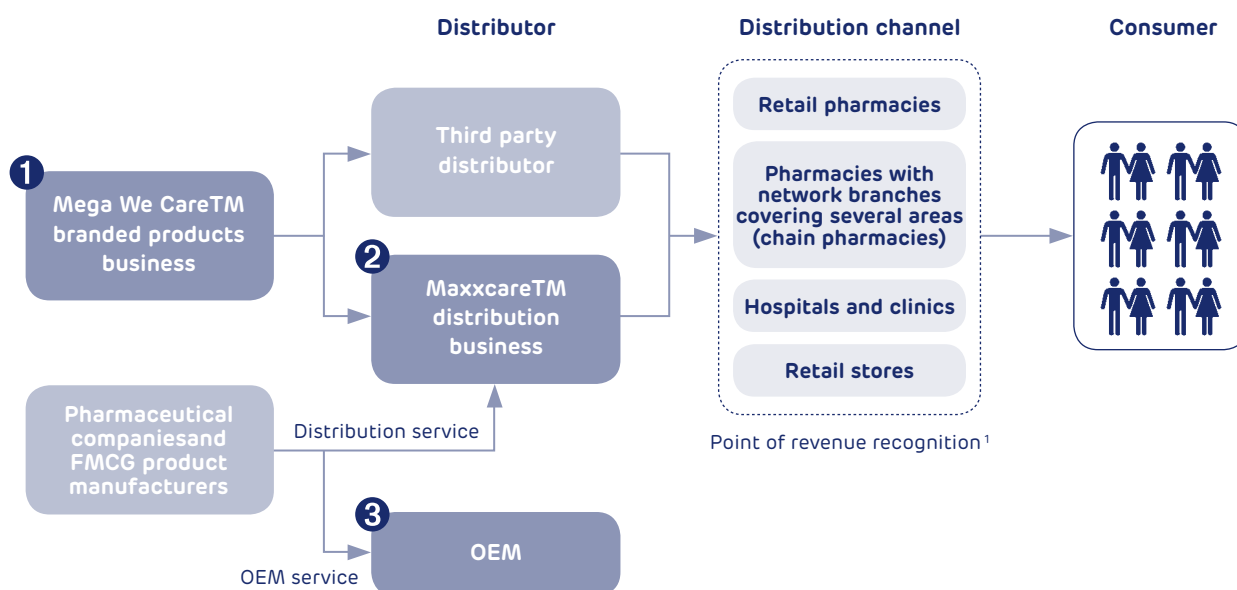 Distributor
Distribution channel
Consumer
Third party
distributor
1
Mega We CareTM
branded products
business
2
MaxxcareTM
distribution
business
Retail pharmacies
Pharmacies with
network branches
covering several areas
(chain pharmacies)
Hospitals and clinics
Retail stores
Point of revenue recognition¹
Pharmaceutical
companiesand
FMCG product
manufacturers
Distribution service
3
OEM
OEM service